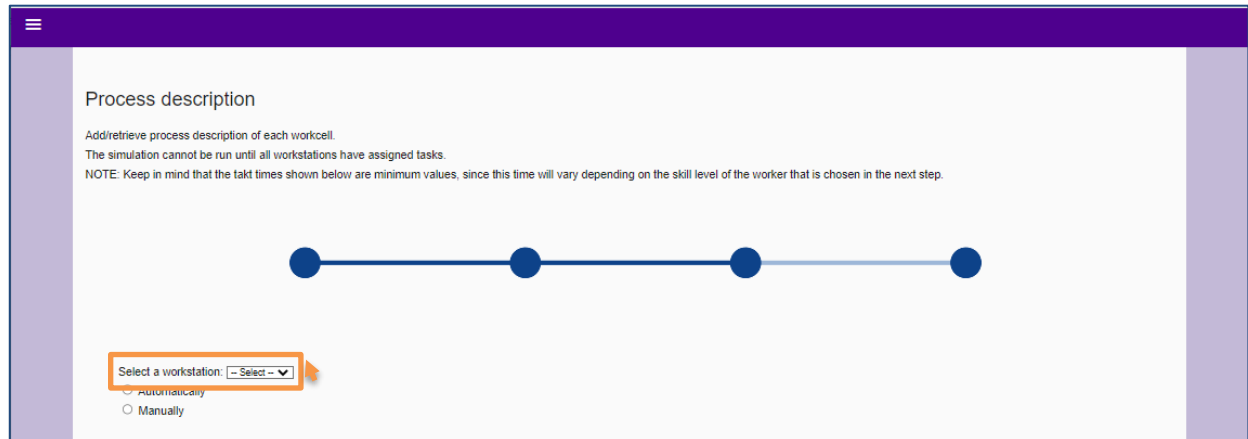 Process description
Add/retrieve process description of each workcell.
The simulation cannot be run until all workstations have assigned tasks.
NOTE: Keep in mind that the takt times shown below are minimum values, since this time will vary depending on the skill level of the worker that is chosen in the next step.
Select a workstation: -- Select --
Automatically
Manually